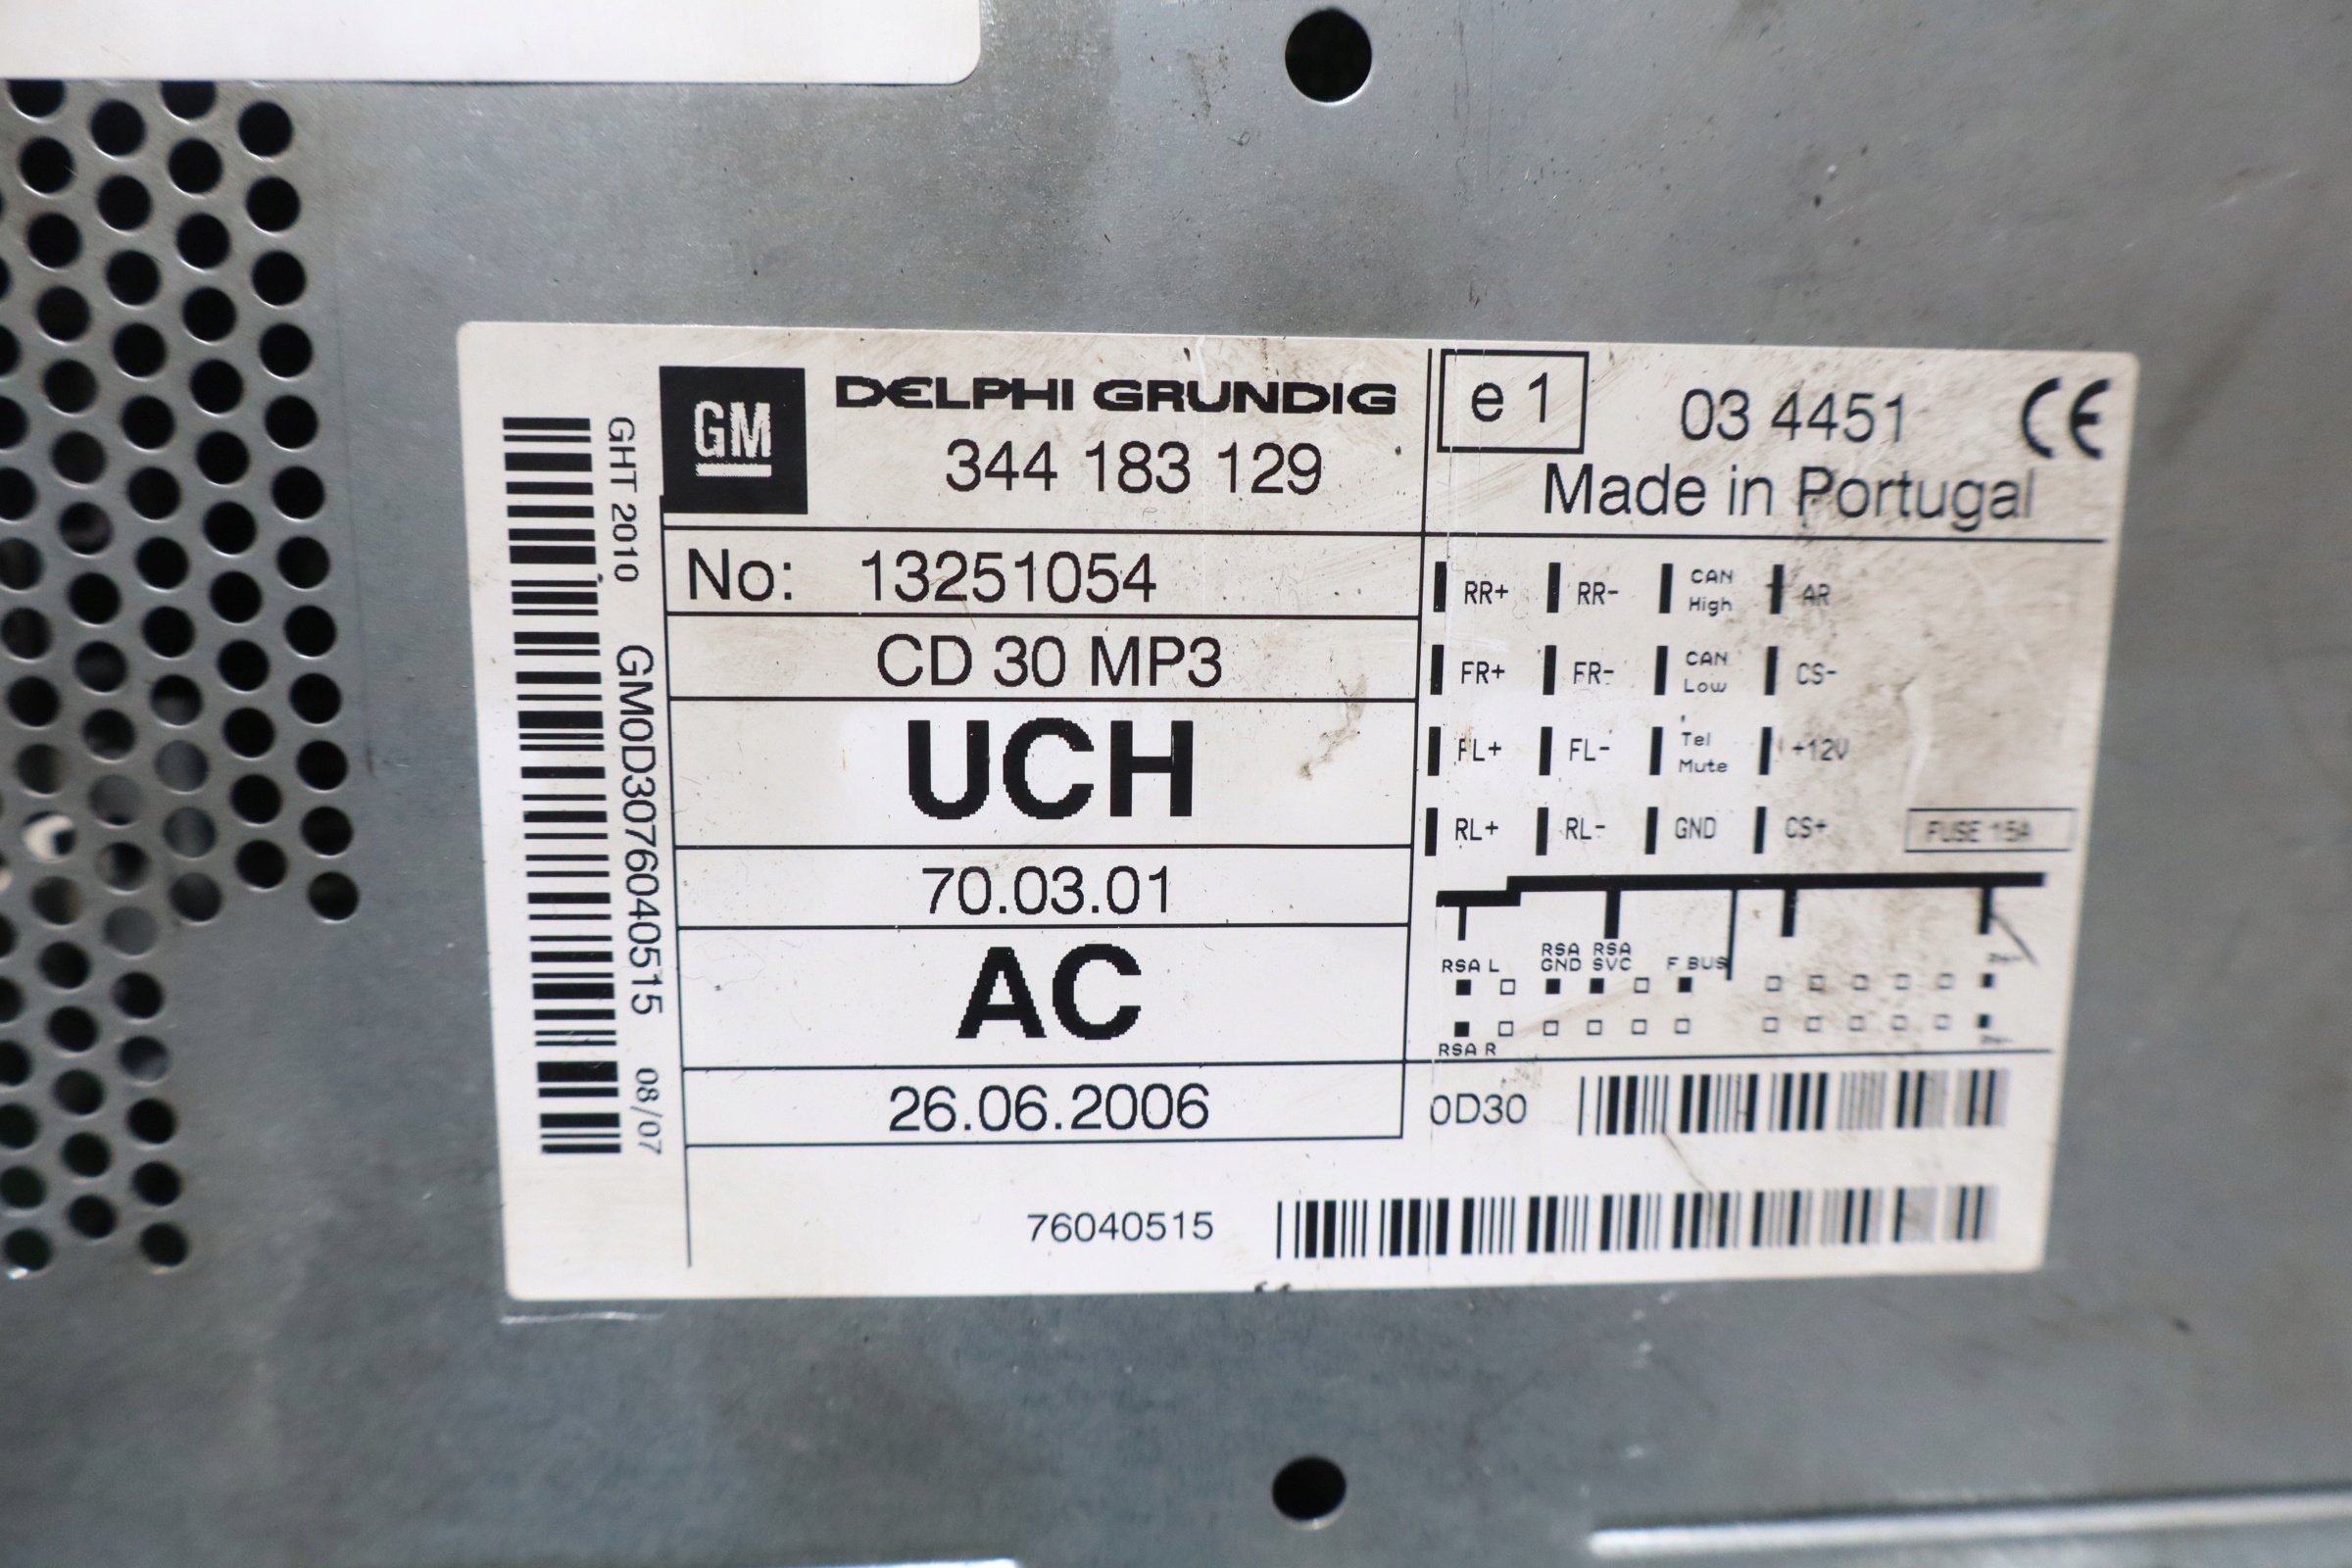 GM
DELPHI GRUNDIG
344 183 129
No: 13251054
CD 30 MP3
UCH
70.03.01
AC
26.06.2006
76040515
GHT 2010 GM0D3076040515 08/07
e1 03 4451 CE
Made in Portugal
RR+ RR- CAN High AR
FR+ FR- CAN Low CS-
FL+ FL- Tel Mute +12V
RL+ RL- GND CS+ FUSE 15A
RSA L RSA GND RSA SVC F BUS
RSA R
0D30